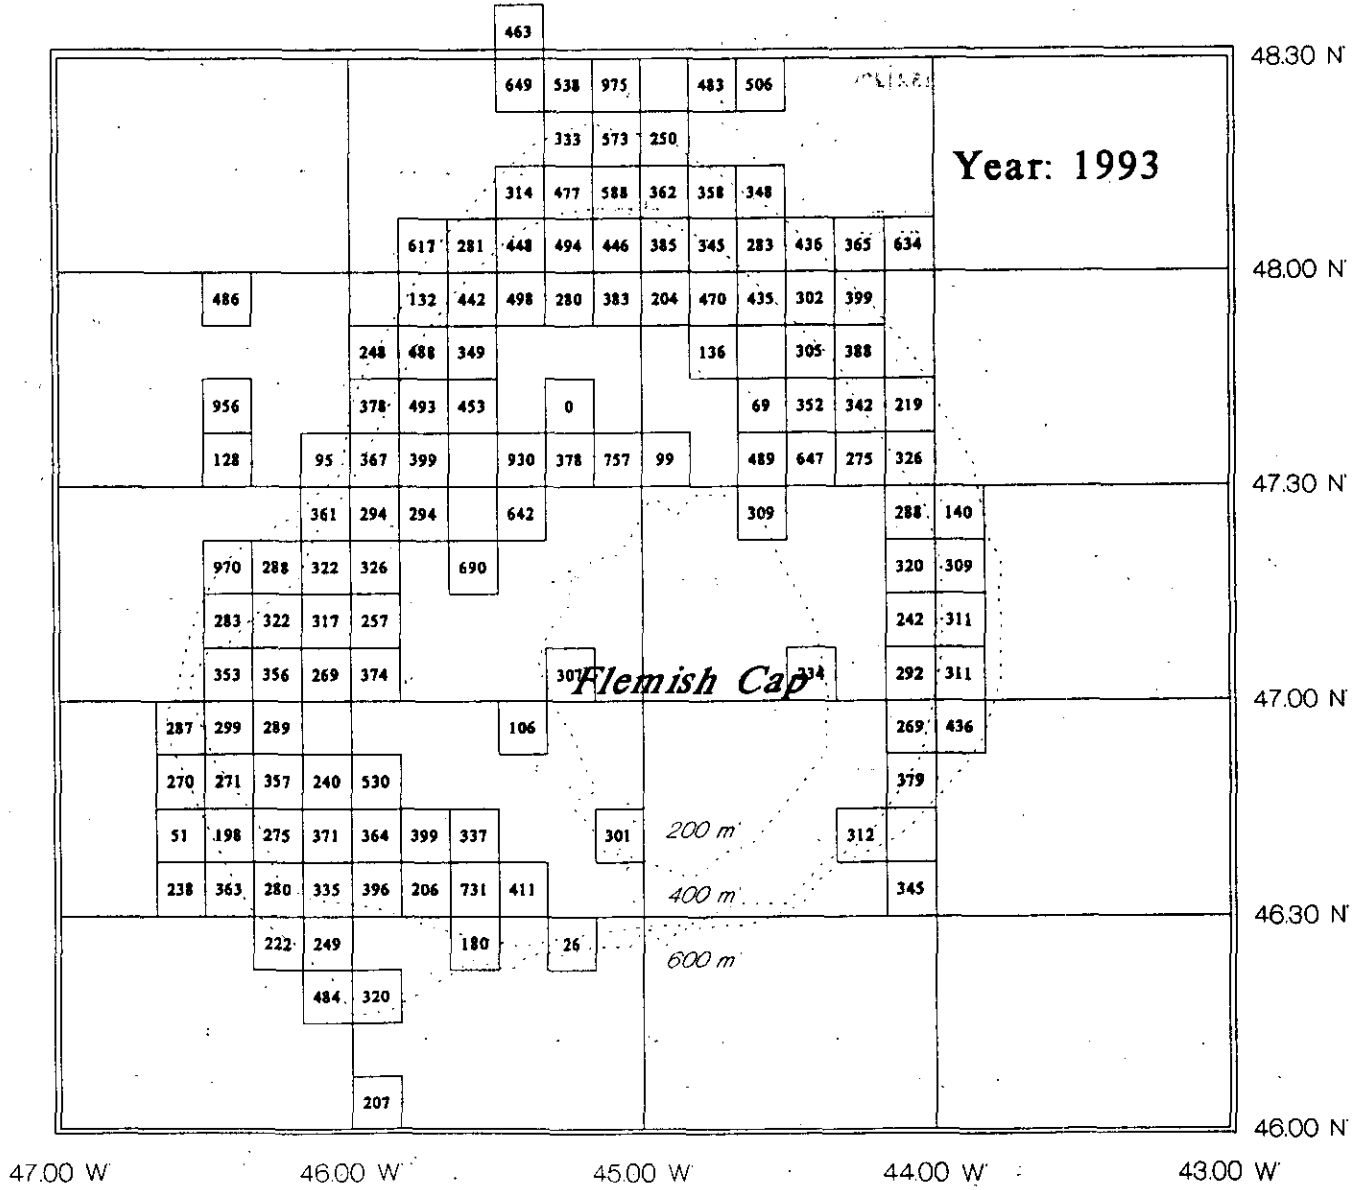 463
48.30 N
649 538 975 483 506
333 573 250
Year: 1993
314 477 588 362 358 348
617 281 448 494 446 385 345 283 436 365 634
48.00 N
486 132 442 498 280 383 204 470 435 302 399
248 488 349 136 305 388
956 378 493 453 0 69 352 342 219
128 95 367 399 930 378 757 99 489 647 275 326
47.30 N
361 294 294 642 309 288 140
970 288 322 326 690 320 309
283 322 317 257 242 311
353 356 269 374 307 Flemish Cap 234 292 311
47.00 N
287 299 289 106 269 436
270 271 357 240 530 379
51 198 275 371 364 399 337 301 200 m 312
238 363 280 335 396 206 731 411 400 m 345
46.30 N
222 249 180 26 600 m
484 320
207
46.00 N
47.00 W 46.00 W 45.00 W 44.00 W 43.00 W